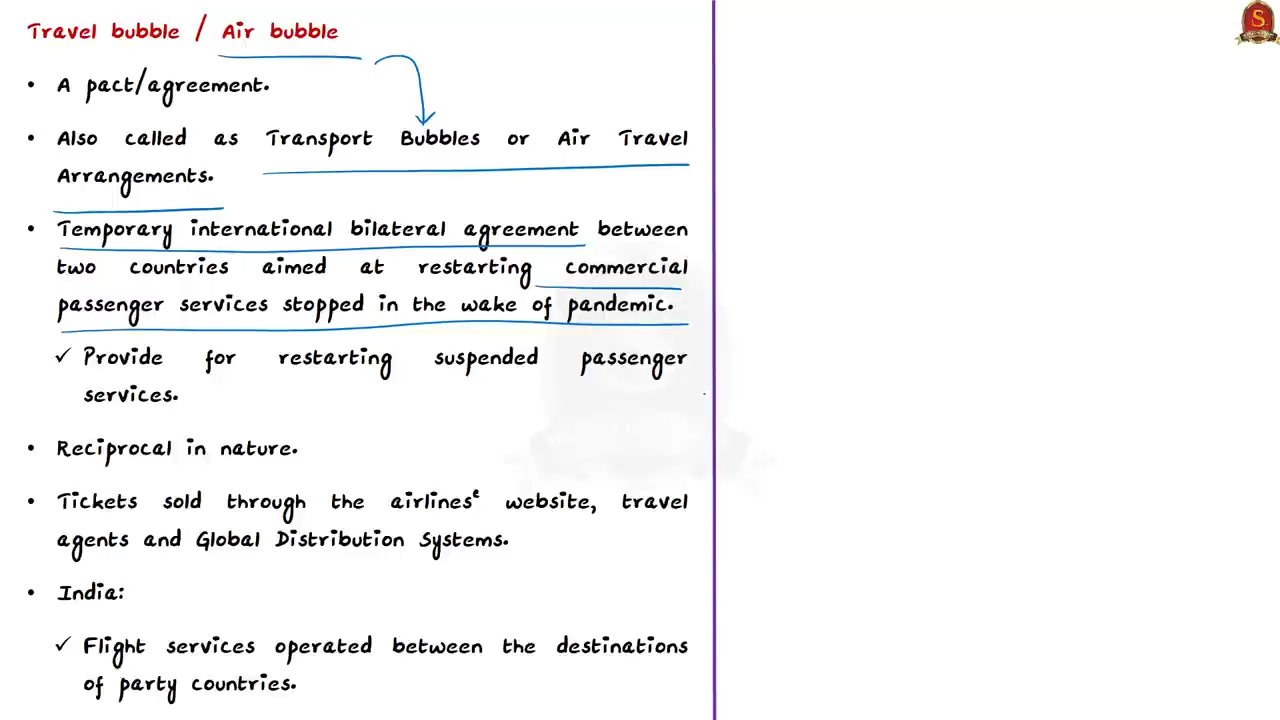 Travel bubble / Air bubble
• A pact/agreement.
• Also called as Transport Bubbles or Air Travel
Arrangements.
• Temporary international bilateral agreement between
two countries aimed at restarting commercial
passenger services stopped in the wake of pandemic.
✓ Provide for restarting suspended passenger
services.
• Reciprocal in nature.
• Tickets sold through the airlines' website, travel
agents and Global Distribution Systems.
• India:
✓ Flight services operated between the destinations
of party countries.